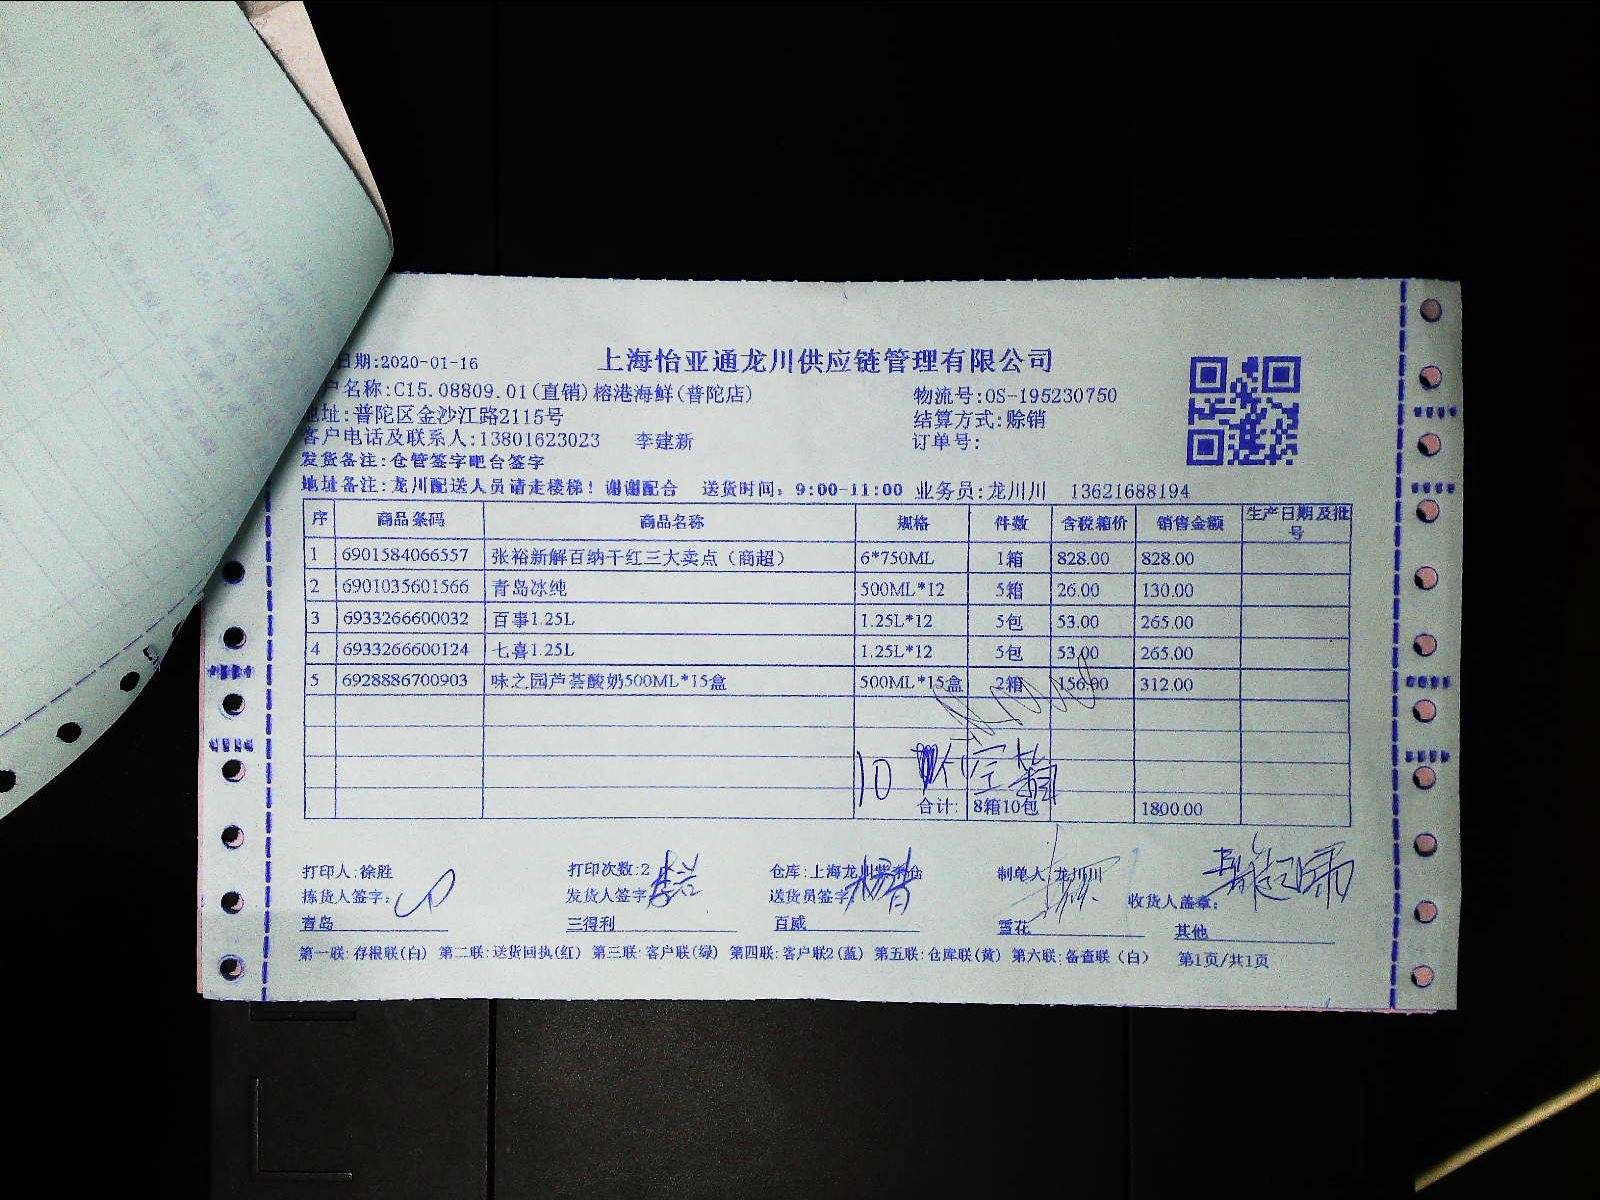 日期:2020-01-16
上海怡亚通龙川供应链管理有限公司
户名称:C15.08809.01(直销)榕港海鲜(普陀店)
物流号:OS-195230750
地址:普陀区金沙江路2115号
结算方式:赊销
客户电话及联系人:13801623023 李建新
订单号:
发货备注:仓管签字吧台签字
地址备注:龙川配送人员请走楼梯!谢谢配合 送货时间:9:00-11:00 业务员:龙川川 13621688194
序 商品条码 商品名称 规格 件数 含税箱价 销售金额 生产日期及批号
1 6901584066557 张裕新解百纳干红三大卖点(商超) 6*750ML 1箱 828.00 828.00
2 6901035601566 青岛冰纯 500ML*12 5箱 26.00 130.00
3 6933266600032 百事1.25L 1.25L*12 5包 53.00 265.00
4 6933266600124 七喜1.25L 1.25L*12 5包 53.00 265.00
5 6928886700903 味之园芦荟酸奶500ML*15盒 500ML*15盒 2箱 156.00 312.00
10 空瓶
合计: 8箱10包 1800.00
打印人:徐胜 打印次数:2 仓库:上海龙川 制单人:龙川川
拣货人签字: 发货人签字 送货员签字 收货人盖章:
青岛 三得利 百威 雪花 其他
第一联:存根联(白) 第二联:送货回执(红) 第三联:客户联(绿) 第四联:客户联2(蓝) 第五联:仓库联(黄) 第六联:备查联(白) 第1页/共1页